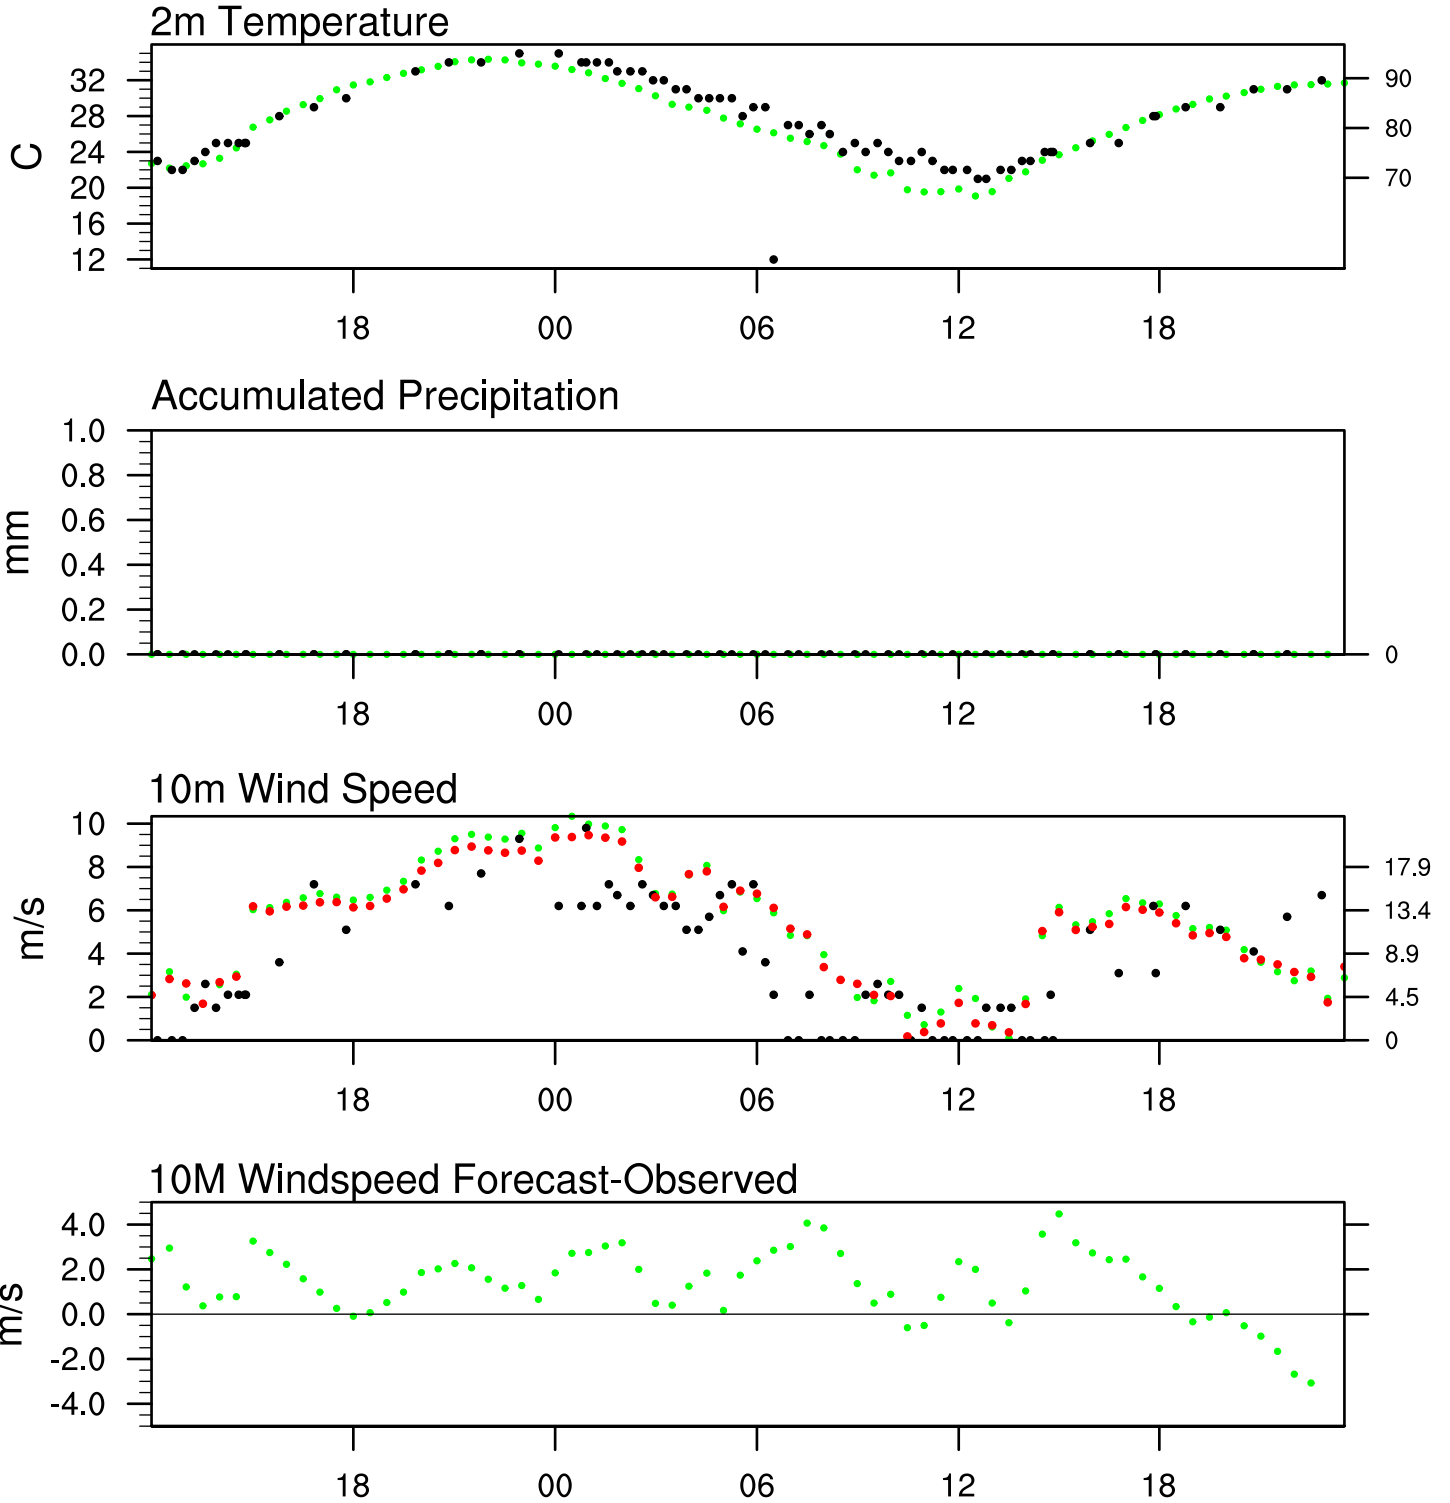 2m Temperature
C
32
28
24
20
16
12
90
80
70
18 00 06 12 18
Accumulated Precipitation
mm
1.0
0.8
0.6
0.4
0.2
0.0
0
18 00 06 12 18
10m Wind Speed
m/s
10
8
6
4
2
0
17.9
13.4
8.9
4.5
0
18 00 06 12 18
10M Windspeed Forecast-Observed
m/s
4.0
2.0
0.0
-2.0
-4.0
18 00 06 12 18